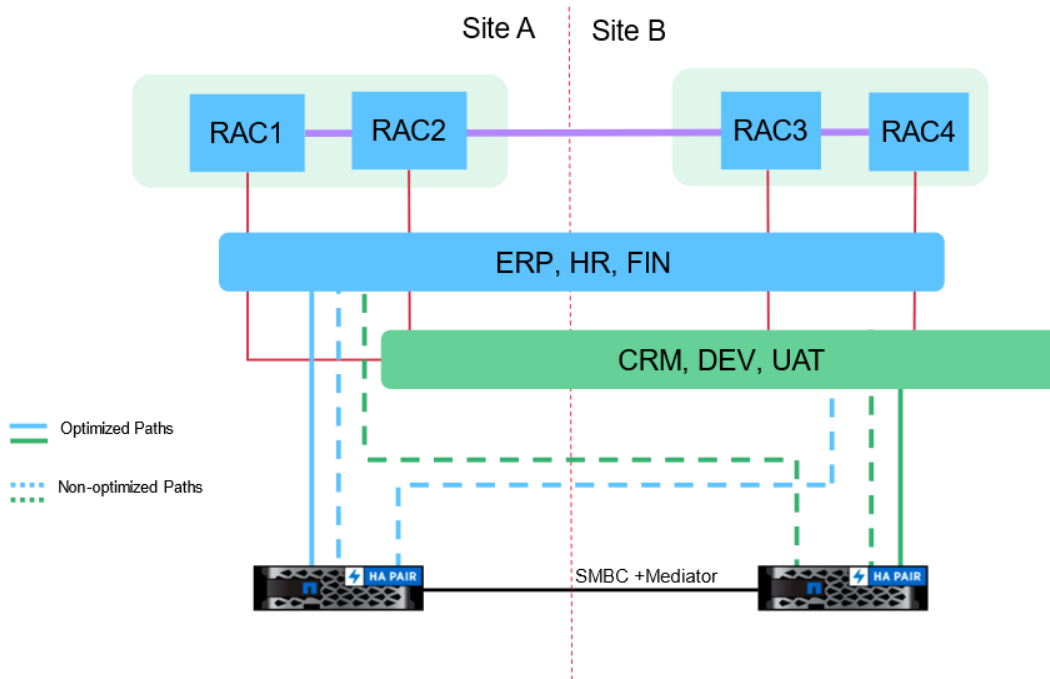 Site A
Site B
RAC1
RAC2
RAC3
RAC4
ERP, HR, FIN
CRM, DEV, UAT
Optimized Paths
Non-optimized Paths
HA PAIR
SMBC +Mediator
HA PAIR